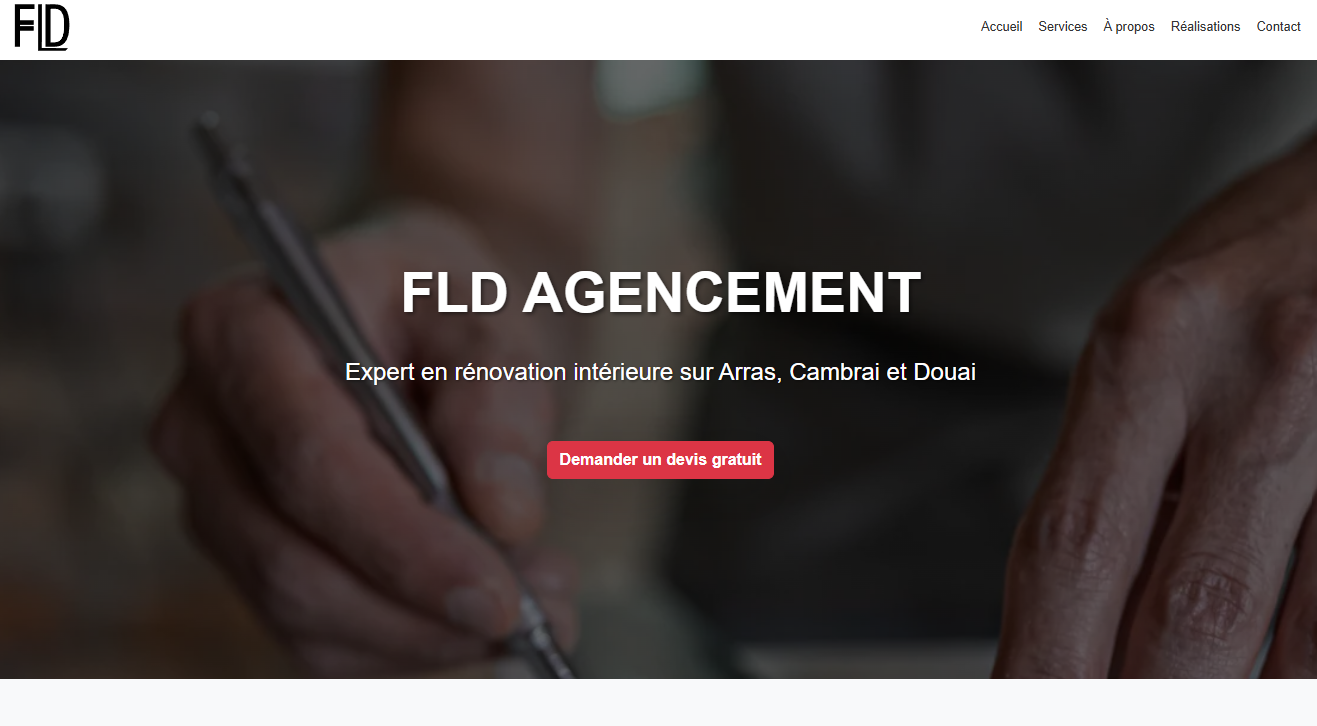 FLD
Accueil Services À propos Réalisations Contact
FLD AGENCEMENT
Expert en rénovation intérieure sur Arras, Cambrai et Douai
Demander un devis gratuit